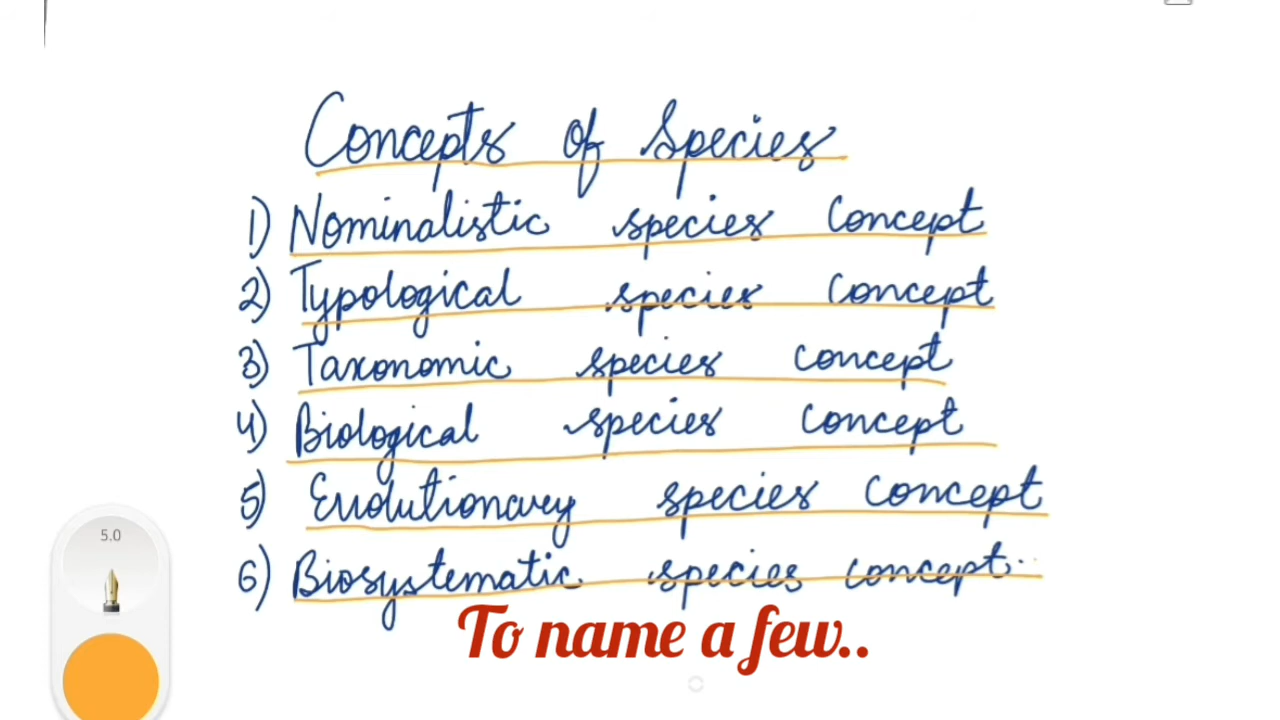 Concepts of Species
1) Nominalistic species concept
2) Typological species concept
3) Taxonomic species concept
4) Biological species concept
5) Evolutionary species concept
6) Biosystematic species concept..
To name a few..
5.0